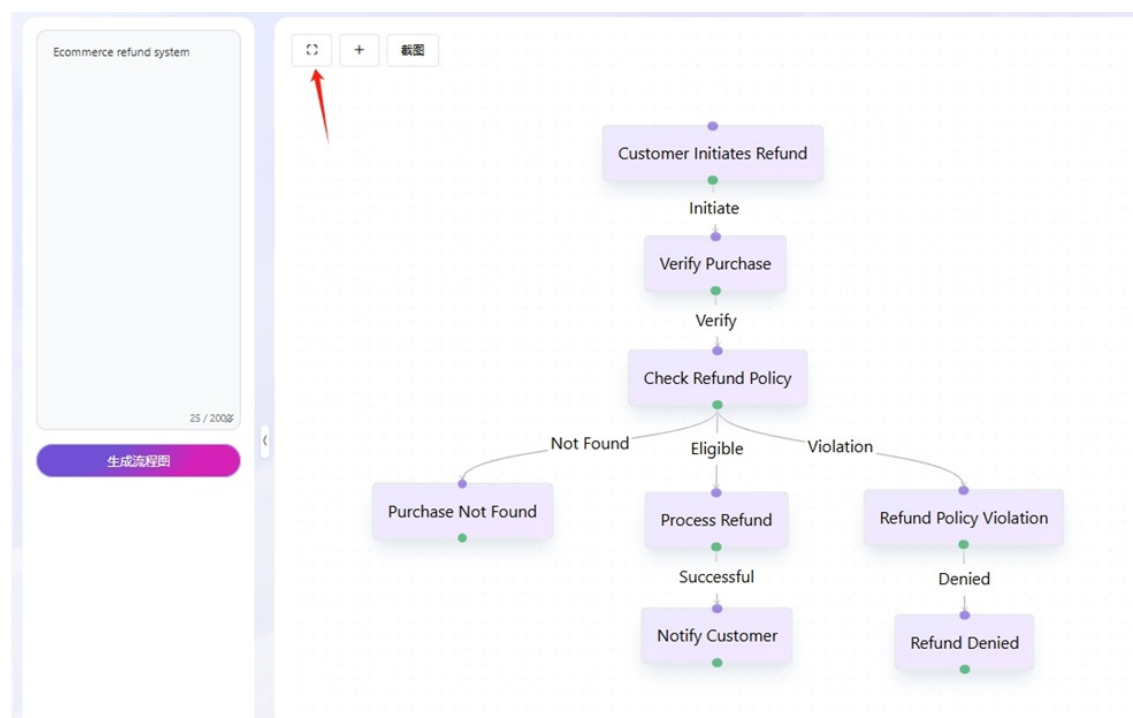 Ecommerce refund system
25 / 2000
生成流程图
+
截图
Customer Initiates Refund
Initiate
Verify Purchase
Verify
Check Refund Policy
Not Found
Eligible
Violation
Purchase Not Found
Process Refund
Refund Policy Violation
Successful
Denied
Notify Customer
Refund Denied